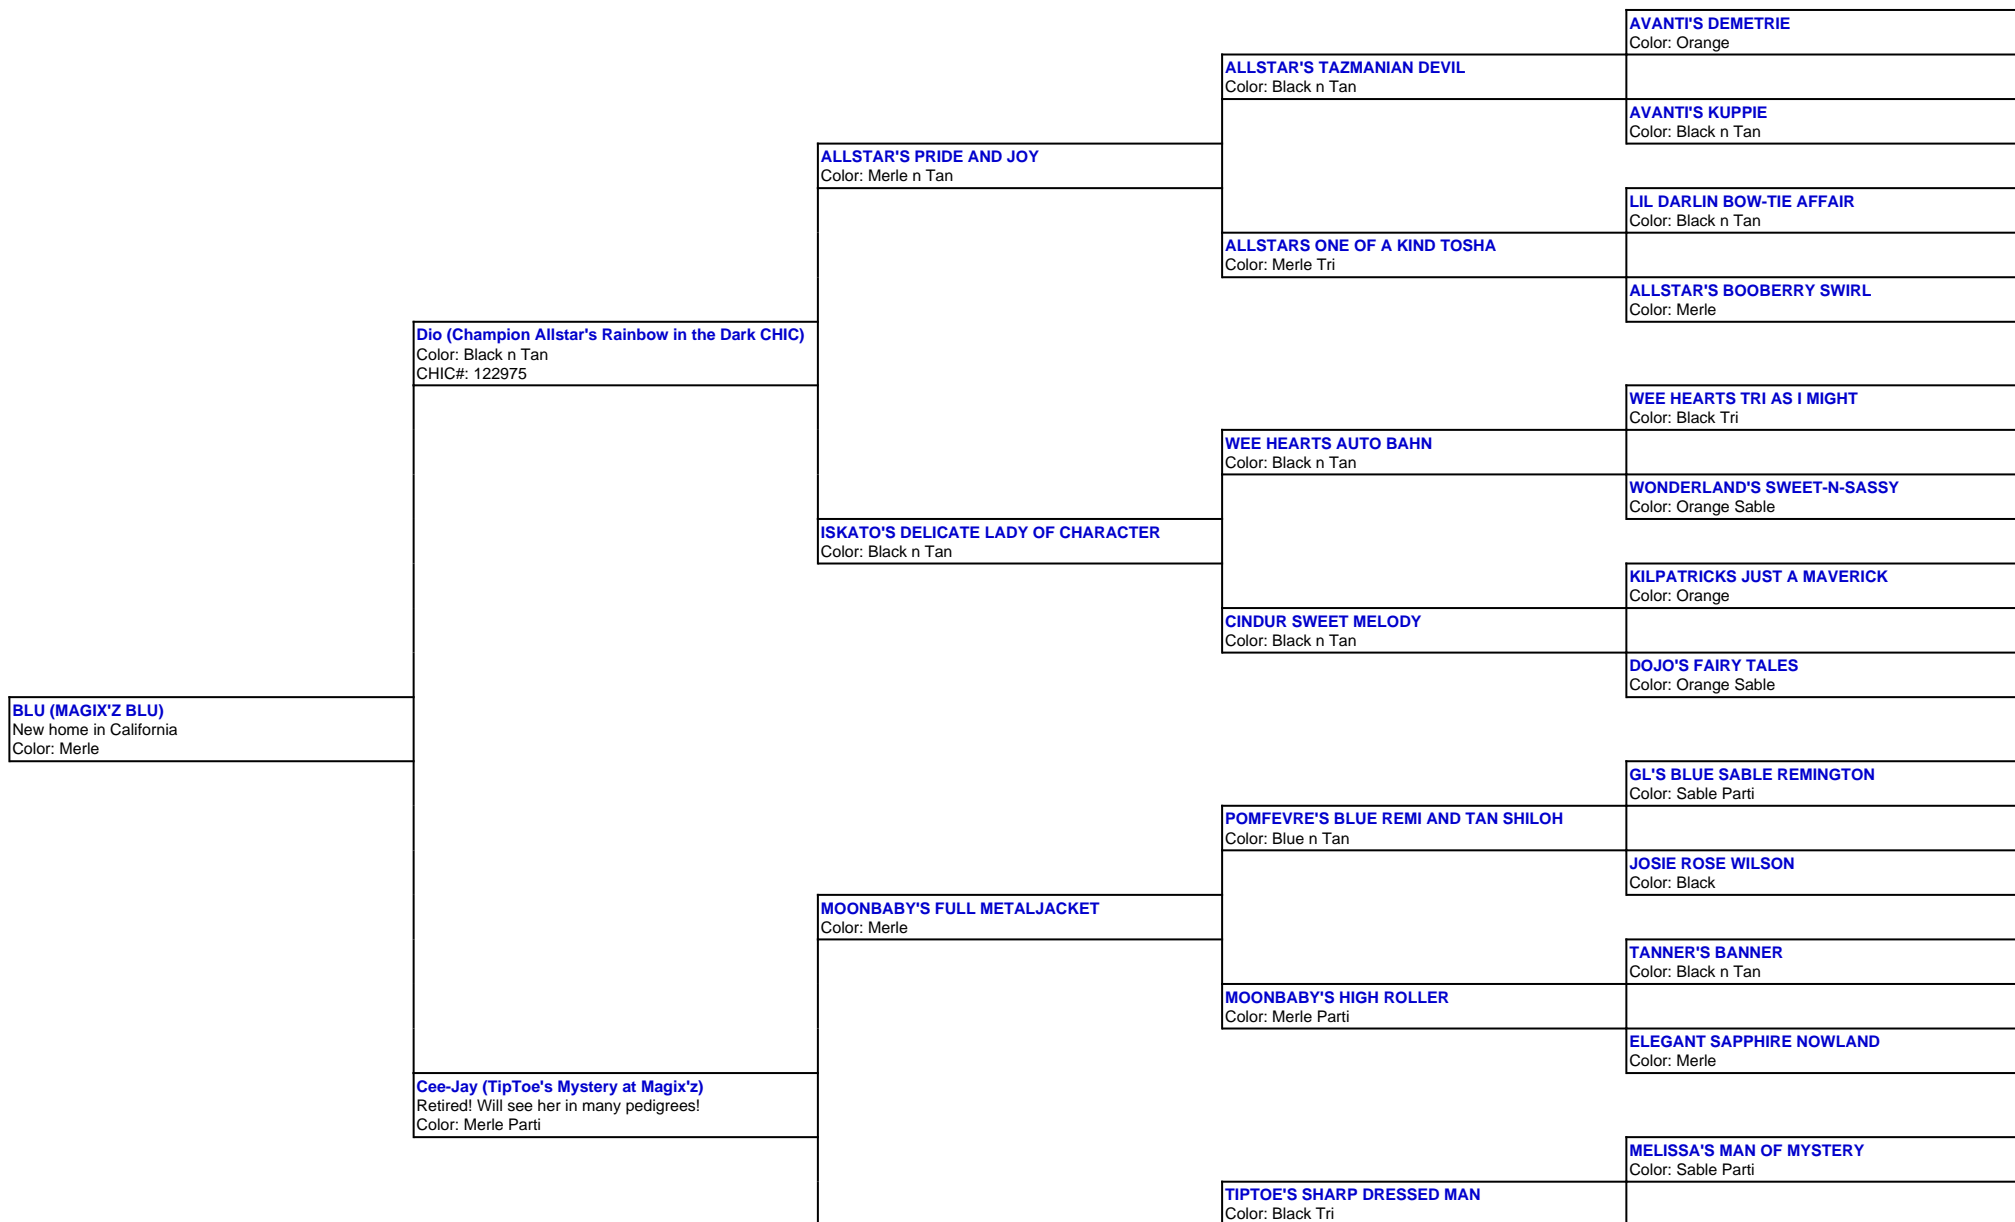 AVANTI'S DEMETRIE
Color: Orange
ALLSTAR'S TAZMANIAN DEVIL
Color: Black n Tan
AVANTI'S KUPPIE
Color: Black n Tan
ALLSTAR'S PRIDE AND JOY
Color: Merle n Tan
LIL DARLIN BOW-TIE AFFAIR
Color: Black n Tan
ALLSTARS ONE OF A KIND TOSHA
Color: Merle Tri
ALLSTAR'S BOOBERRY SWIRL
Color: Merle
Dio (Champion Allstar's Rainbow in the Dark CHIC)
Color: Black n Tan
CHIC#: 122975
WEE HEARTS TRI AS I MIGHT
Color: Black Tri
WEE HEARTS AUTO BAHN
Color: Black n Tan
WONDERLAND'S SWEET-N-SASSY
Color: Orange Sable
ISKATO'S DELICATE LADY OF CHARACTER
Color: Black n Tan
KILPATRICKS JUST A MAVERICK
Color: Orange
CINDUR SWEET MELODY
Color: Black n Tan
DOJO'S FAIRY TALES
Color: Orange Sable
BLU (MAGIX'Z BLU)
New home in California
Color: Merle
GL'S BLUE SABLE REMINGTON
Color: Sable Parti
POMFEVRE'S BLUE REMI AND TAN SHILOH
Color: Blue n Tan
JOSIE ROSE WILSON
Color: Black
MOONBABY'S FULL METALJACKET
Color: Merle
TANNER'S BANNER
Color: Black n Tan
MOONBABY'S HIGH ROLLER
Color: Merle Parti
ELEGANT SAPPHIRE NOWLAND
Color: Merle
Cee-Jay (TipToe's Mystery at Magix'z)
Retired! Will see her in many pedigrees!
Color: Merle Parti
MELISSA'S MAN OF MYSTERY
Color: Sable Parti
TIPTOE'S SHARP DRESSED MAN
Color: Black Tri